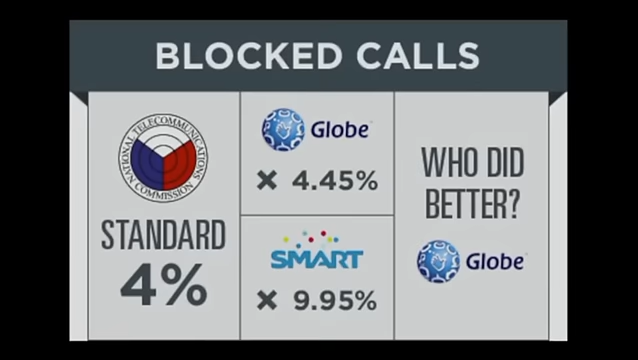 BLOCKED CALLS
NATIONAL TELECOMMUNICATIONS COMMISSION
STANDARD
4%
Globe
× 4.45%
SMART
× 9.95%
WHO DID
BETTER?
Globe